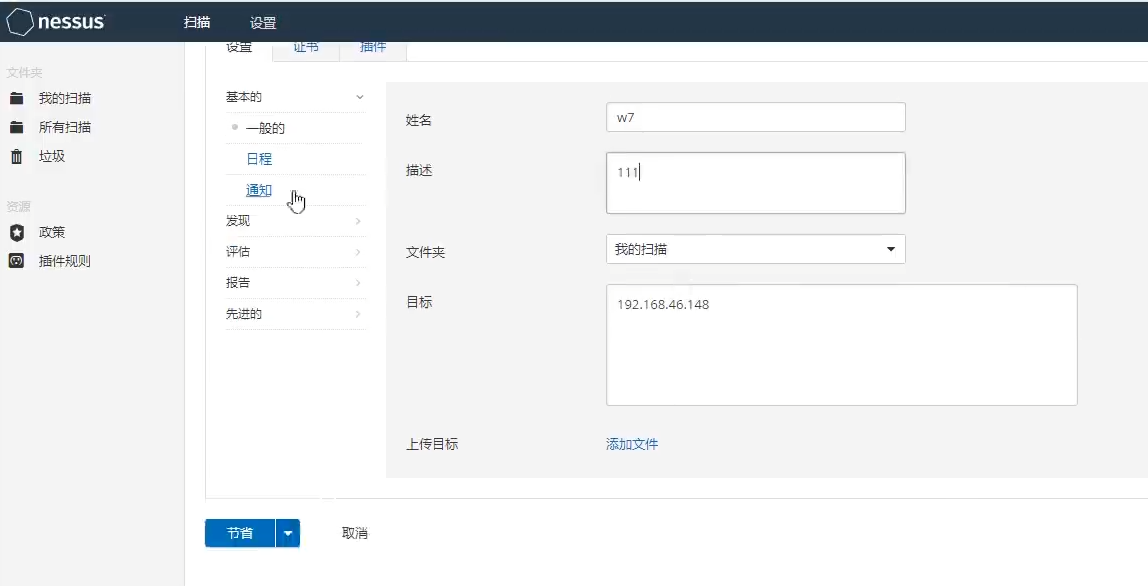 nessus 扫描 设置
设置 证书 插件
文件夹
我的扫描
所有扫描
垃圾
资源
政策
插件规则
基本的
一般的
日程
通知
发现
评估
报告
先进的
姓名 w7
描述 111
文件夹 我的扫描
目标 192.168.46.148
上传目标 添加文件
节省 取消